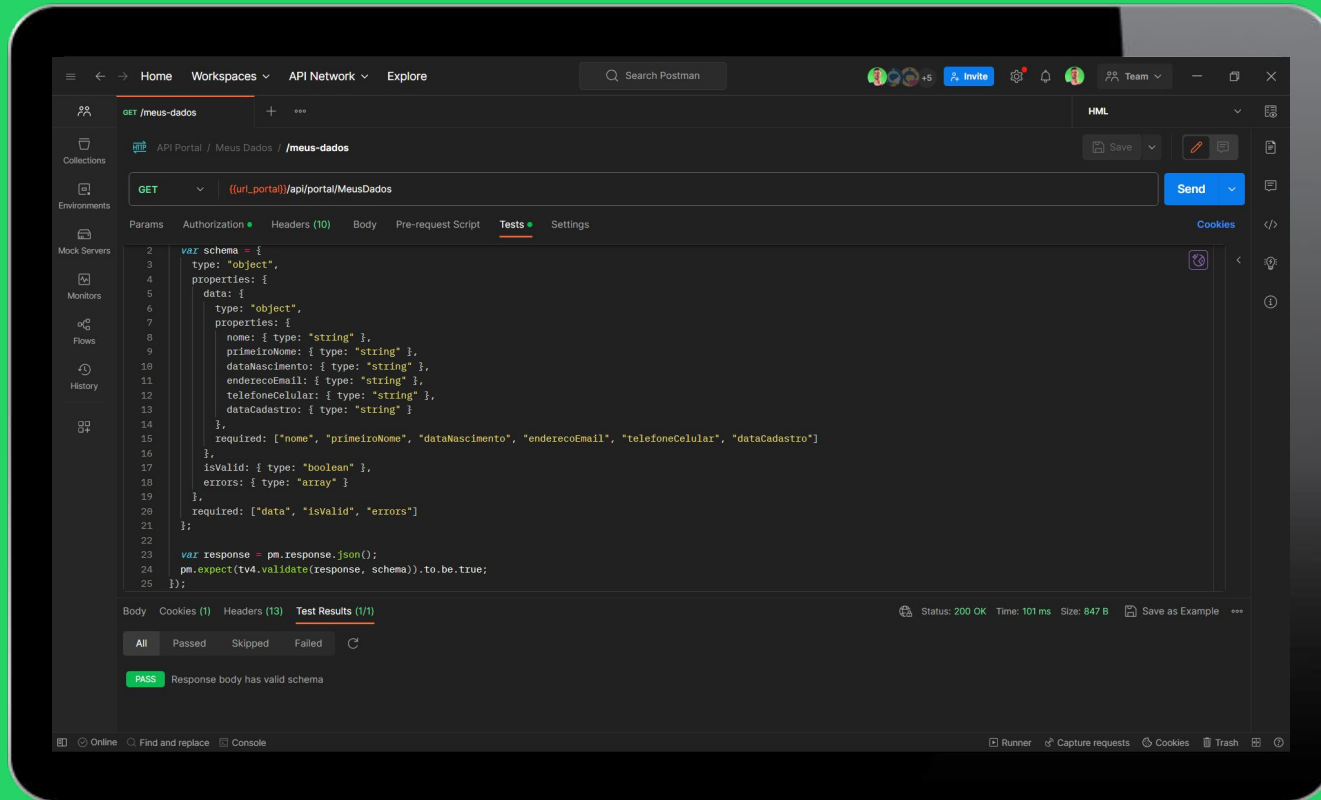 Home Workspaces API Network Explore Search Postman +5 Invite Team
GET /meus-dados HML
HTTP API Portal / Meus Dados / /meus-dados Save
GET {{url_portal}}/api/portal/MeusDados Send
Params Authorization Headers (10) Body Pre-request Script Tests Settings Cookies
Collections
Environments
Mock Servers
Monitors
Flows
History
2 var schema = {
3 type: "object",
4 properties: {
5 data: {
6 type: "object",
7 properties: {
8 nome: { type: "string" },
9 primeiroNome: { type: "string" },
10 dataNascimento: { type: "string" },
11 enderecoEmail: { type: "string" },
12 telefoneCelular: { type: "string" },
13 dataCadastro: { type: "string" }
14 },
15 required: ["nome", "primeiroNome", "dataNascimento", "enderecoEmail", "telefoneCelular", "dataCadastro"]
16 },
17 isValid: { type: "boolean" },
18 errors: { type: "array" }
19 },
20 required: ["data", "isValid", "errors"]
21 };
22
23 var response = pm.response.json();
24 pm.expect(tv4.validate(response, schema)).to.be.true;
25 });
Body Cookies (1) Headers (13) Test Results (1/1) Status: 200 OK Time: 101 ms Size: 847 B Save as Example
All Passed Skipped Failed
PASS Response body has valid schema
Online Find and replace Console Runner Capture requests Cookies Trash